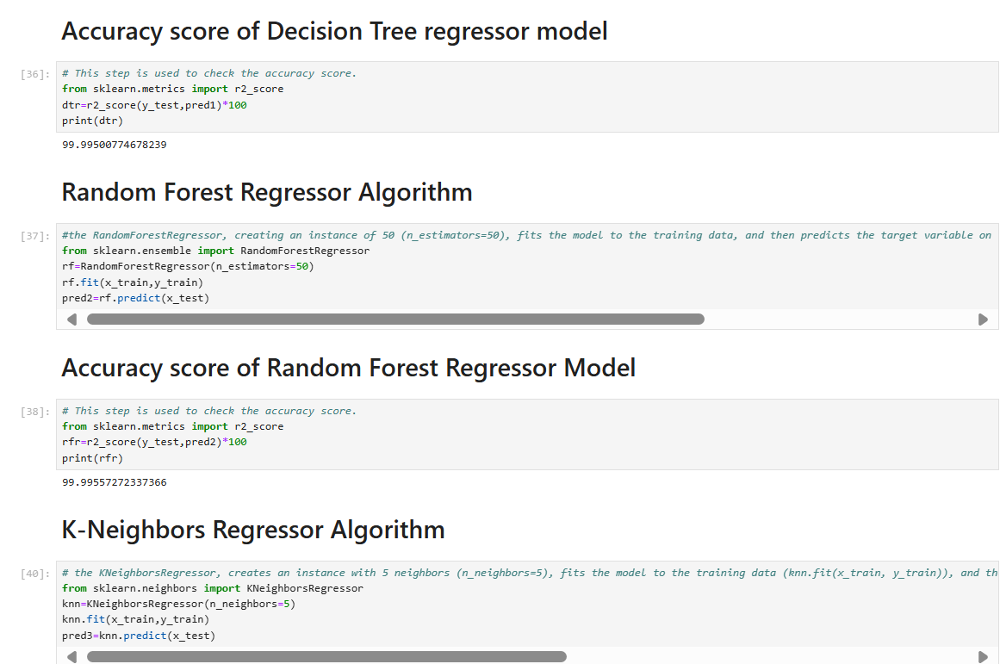 Accuracy score of Decision Tree regressor model
[36]:
# This step is used to check the accuracy score.
from sklearn.metrics import r2_score
dtr=r2_score(y_test,pred1)*100
print(dtr)
99.99500774678239
Random Forest Regressor Algorithm
[37]:
#the RandomForestRegressor, creating an instance of 50 (n_estimators=50), fits the model to the training data, and then predicts the target variable on
from sklearn.ensemble import RandomForestRegressor
rf=RandomForestRegressor(n_estimators=50)
rf.fit(x_train,y_train)
pred2=rf.predict(x_test)
Accuracy score of Random Forest Regressor Model
[38]:
# This step is used to check the accuracy score.
from sklearn.metrics import r2_score
rfr=r2_score(y_test,pred2)*100
print(rfr)
99.99557272337366
K-Neighbors Regressor Algorithm
[40]:
# the KNeighborsRegressor, creates an instance with 5 neighbors (n_neighbors=5), fits the model to the training data (knn.fit(x_train, y_train)), and th
from sklearn.neighbors import KNeighborsRegressor
knn=KNeighborsRegressor(n_neighbors=5)
knn.fit(x_train,y_train)
pred3=knn.predict(x_test)